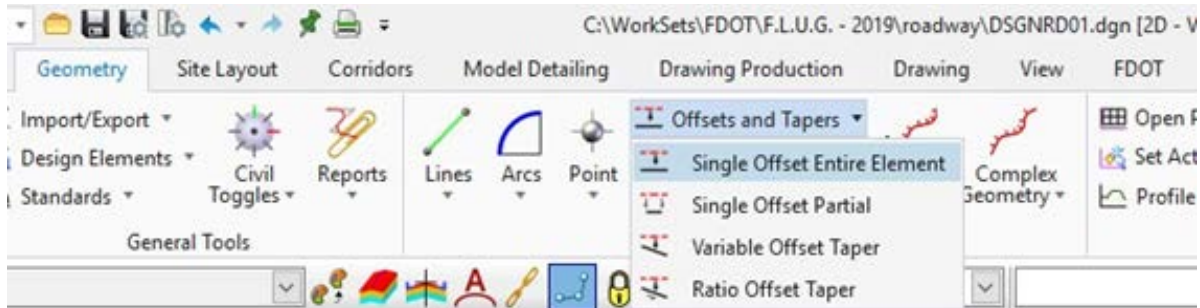 C:\WorkSets\FDOT\F.L.U.G. - 2019\roadway\DSGNRD01.dgn [2D - V
Geometry Site Layout Corridors Model Detailing Drawing Production Drawing View FDOT
Import/Export
Design Elements
Standards
Civil Toggles
Reports
Lines
Arcs
Point
Offsets and Tapers
Single Offset Entire Element
Single Offset Partial
Variable Offset Taper
Ratio Offset Taper
Complex
Geometry
Open
Set Act
Profile
General Tools